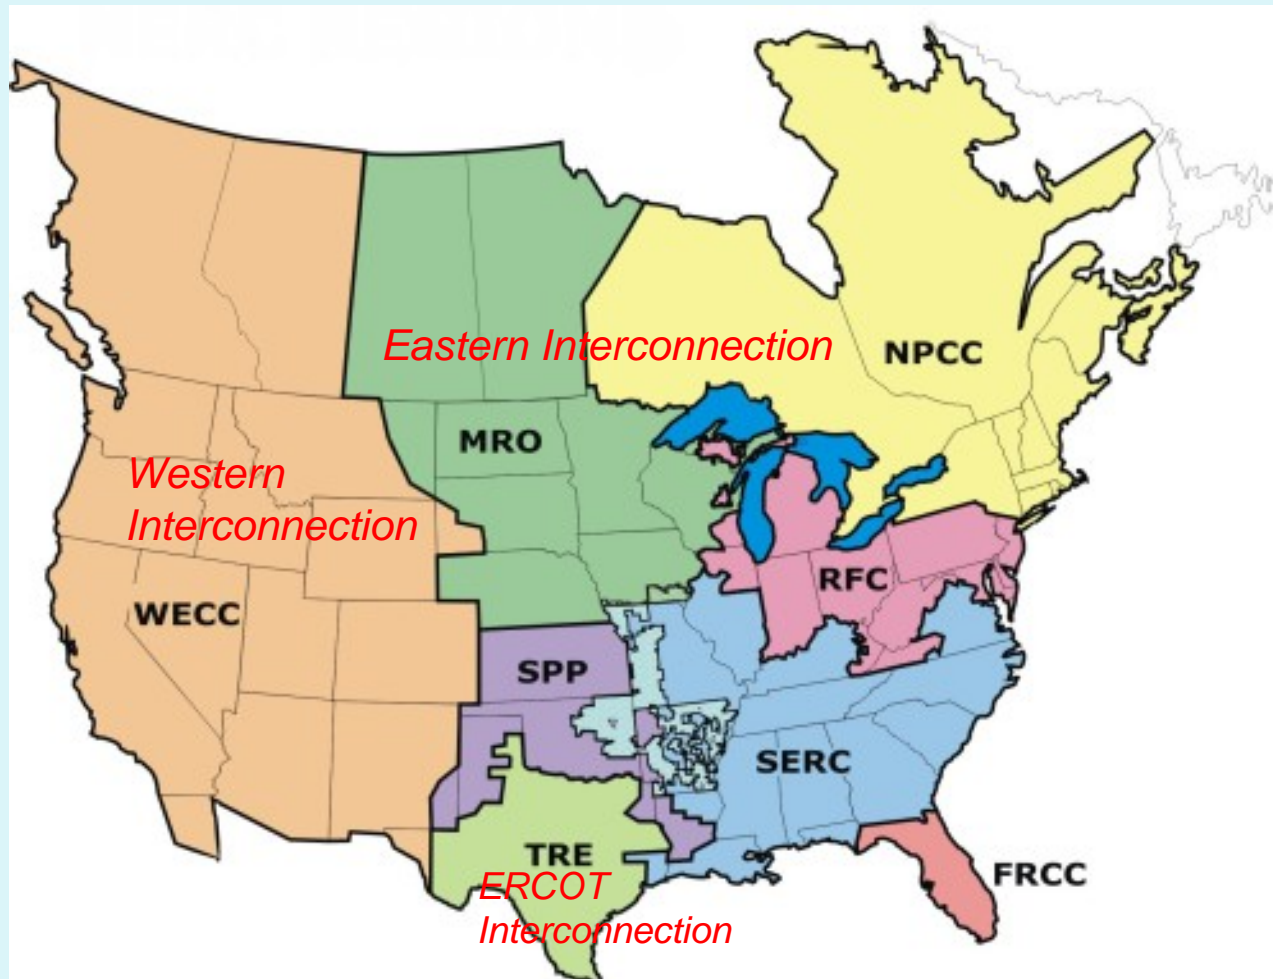 Eastern Interconnection
NPCC
MRO
Western
Interconnection
RFC
WECC
SPP
SERC
TRE
FRCC
ERCOT
Interconnection